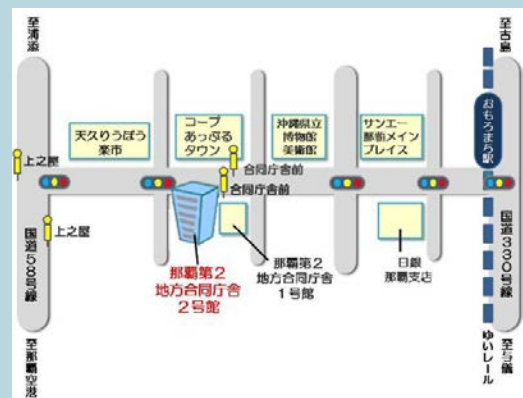 至浦添
至古島
天久りうぼう
楽市
コープ
あっぷる
タウン
沖縄県立
博物館
美術館
サンエー
那覇メイン
プレイス
おもろまち駅
上之屋
合同庁舎前
合同庁舎前
上之屋
国道58号線
国道330号線
那覇第2
地方合同庁舎
2号館
那覇第2
地方合同庁舎
1号館
日銀
那覇支店
ゆいレール
至那覇空港
至与儀